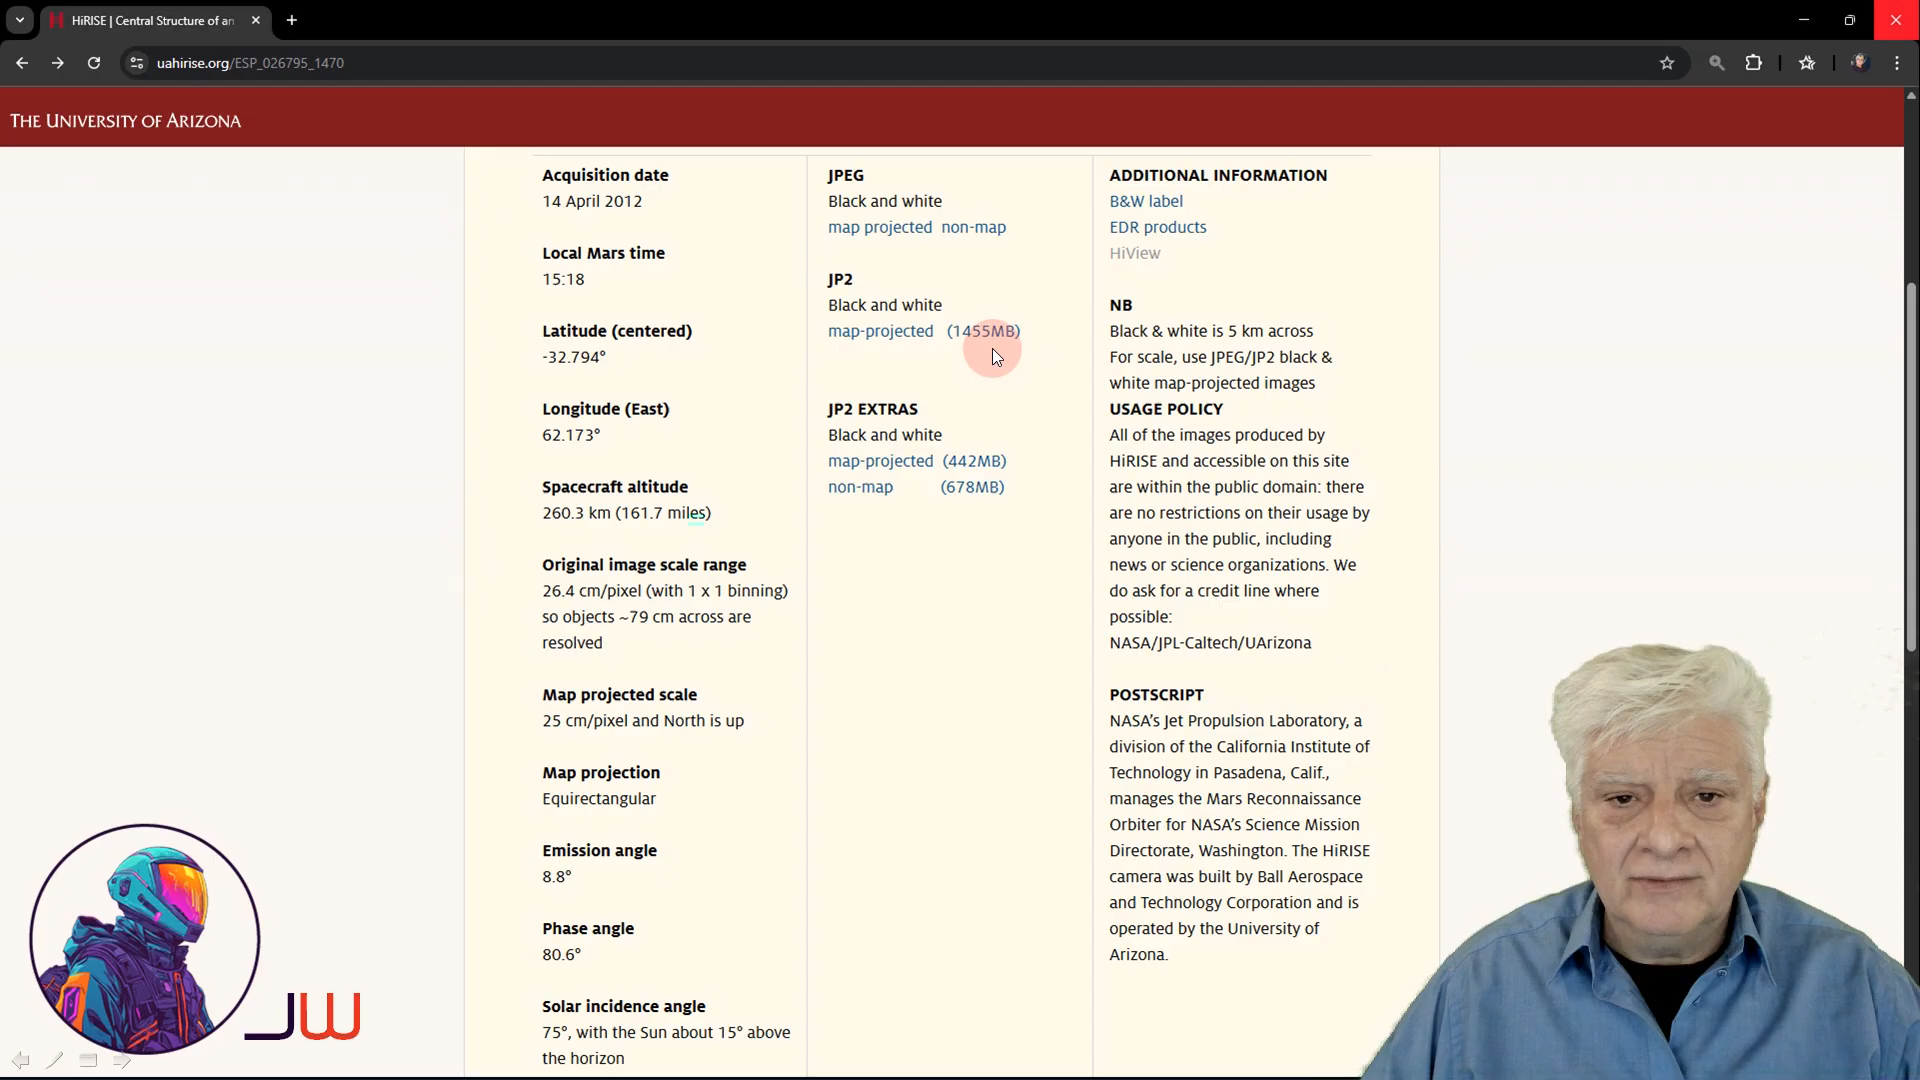 HiRISE | Central Structure of an
uahirise.org/ESP_026795_1470
THE UNIVERSITY OF ARIZONA
Acquisition date
14 April 2012
Local Mars time
15:18
Latitude (centered)
-32.794°
Longitude (East)
62.173°
Spacecraft altitude
260.3 km (161.7 miles)
Original image scale range
26.4 cm/pixel (with 1 x 1 binning)
so objects ~79 cm across are
resolved
Map projected scale
25 cm/pixel and North is up
Map projection
Equirectangular
Emission angle
8.8°
Phase angle
80.6°
Solar incidence angle
75°, with the Sun about 15° above
the horizon
JPEG
Black and white
map projected non-map
JP2
Black and white
map-projected (1455MB)
JP2 EXTRAS
Black and white
map-projected (442MB)
non-map (678MB)
ADDITIONAL INFORMATION
B&W label
EDR products
HiView
NB
Black & white is 5 km across
For scale, use JPEG/JP2 black &
white map-projected images
USAGE POLICY
All of the images produced by
HiRISE and accessible on this site
are within the public domain: there
are no restrictions on their usage by
anyone in the public, including
news or science organizations. We
do ask for a credit line where
possible:
NASA/JPL-Caltech/UArizona
POSTSCRIPT
NASA’s Jet Propulsion Laboratory, a
division of the California Institute of
Technology in Pasadena, Calif.,
manages the Mars Reconnaissance
Orbiter for NASA’s Science Mission
Directorate, Washington. The HiRISE
camera was built by Ball Aerospace
and Technology Corporation and is
operated by the University of
Arizona.
JW